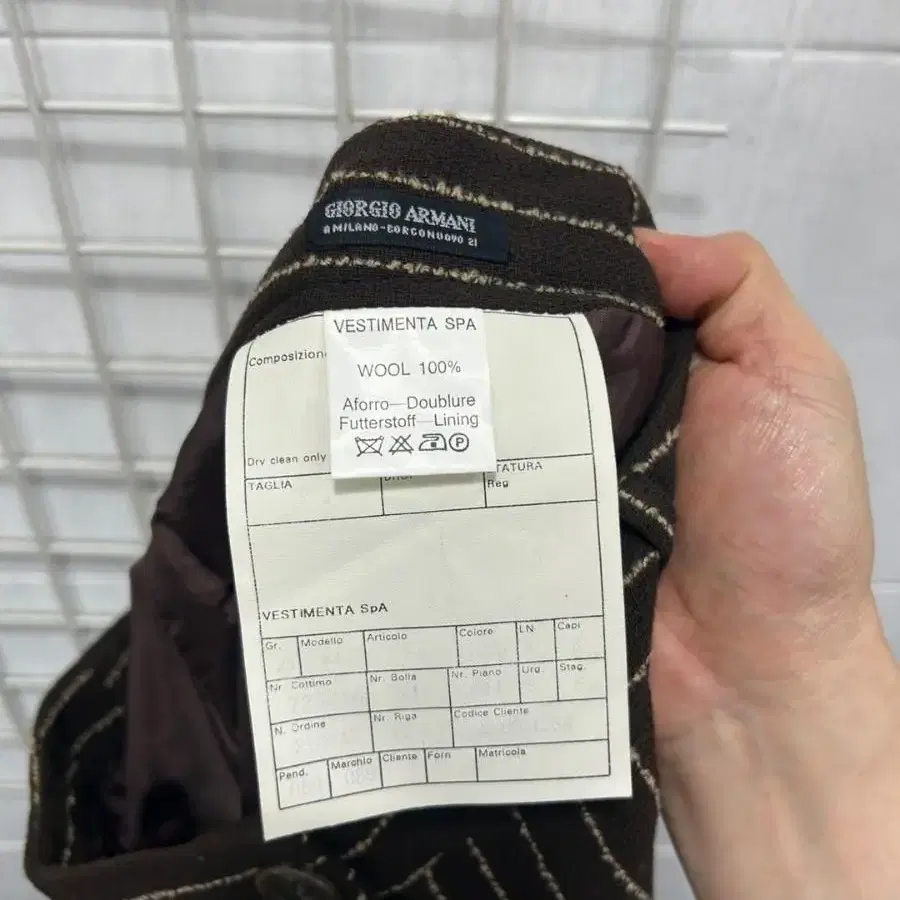 GIORGIO ARMANI
A MILANO-BORGONUOVO 21
VESTIMENTA SPA
WOOL 100%
Aforro—Doublure
Futterstoff—Lining
P
Dry clean only
TAGLIA
Reg
VESTIMENTA SpA
Gr. Modello Articolo Colore LN Capi
Nr Cottimo Nr. Bolla Nr. Piano Urg. Stag.
N. Ordine Nr. Riga Codice Cliente
Pend. Marchio Cliente Forn Matricola